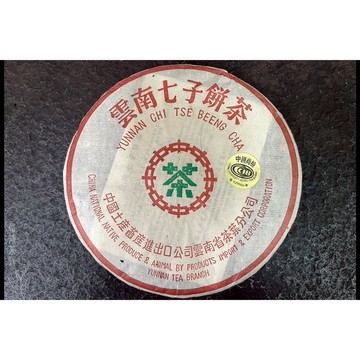 雲南七子餅茶
YUNNAN CHI TSE BEENG CHA
茶
中國土產畜產進出口公司雲南省茶葉分公司
CHINA NATIONAL NATIVE PRODUCE & ANIMAL BY PRODUCTS IMPORT & EXPORT CORPORATION
YUNNAN TEA BRANCH